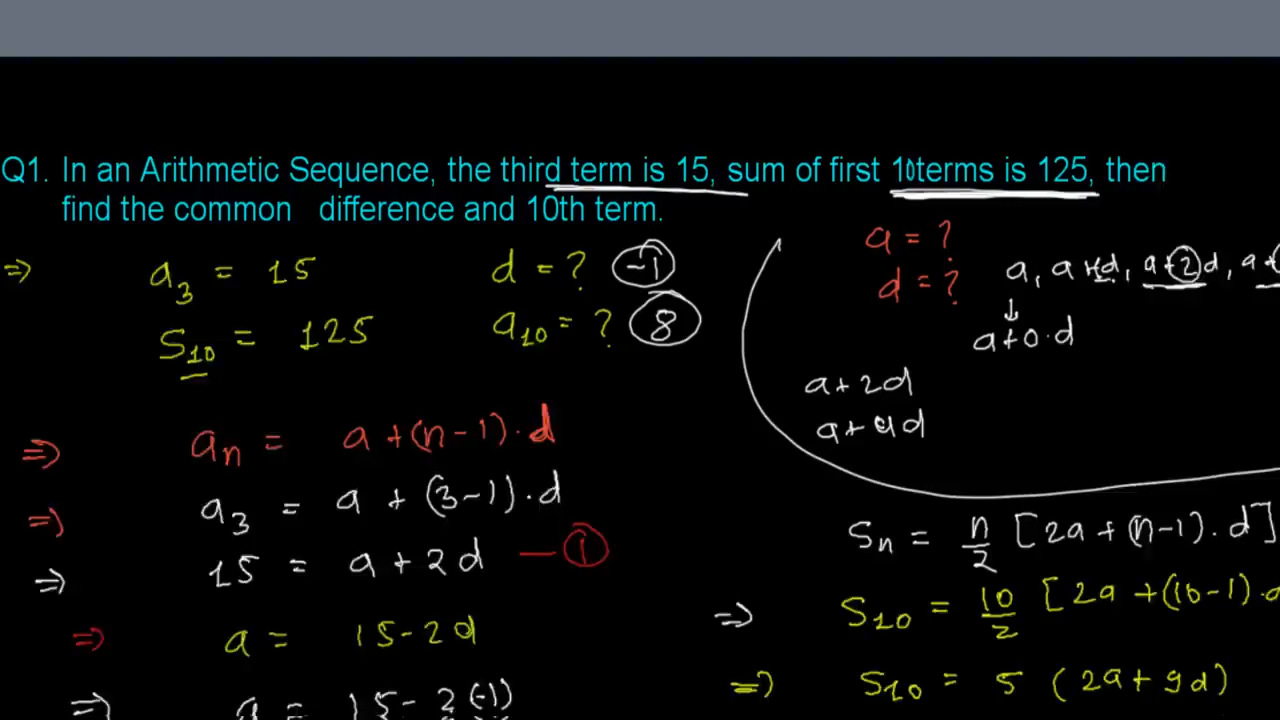 Q1. In an Arithmetic Sequence, the third term is 15, sum of first 10terms is 125, then
find the common difference and 10th term.
=> a3 = 15
S10 = 125
d = ? -1
a10 = ? 8
a = ?
d = ?
a, a+d, a+2d, a+
a+0.d
a+2d
a+4d
=> an = a+(n-1).d
=> a3 = a + (3-1).d
=> 15 = a+2d —1
=> a = 15-2d
=> a = 15-2(-1)
Sn = n/2 [2a+(n-1).d]
=> S10 = 10/2 [2a +(10-1).d
=> S10 = 5 (2a+9d)